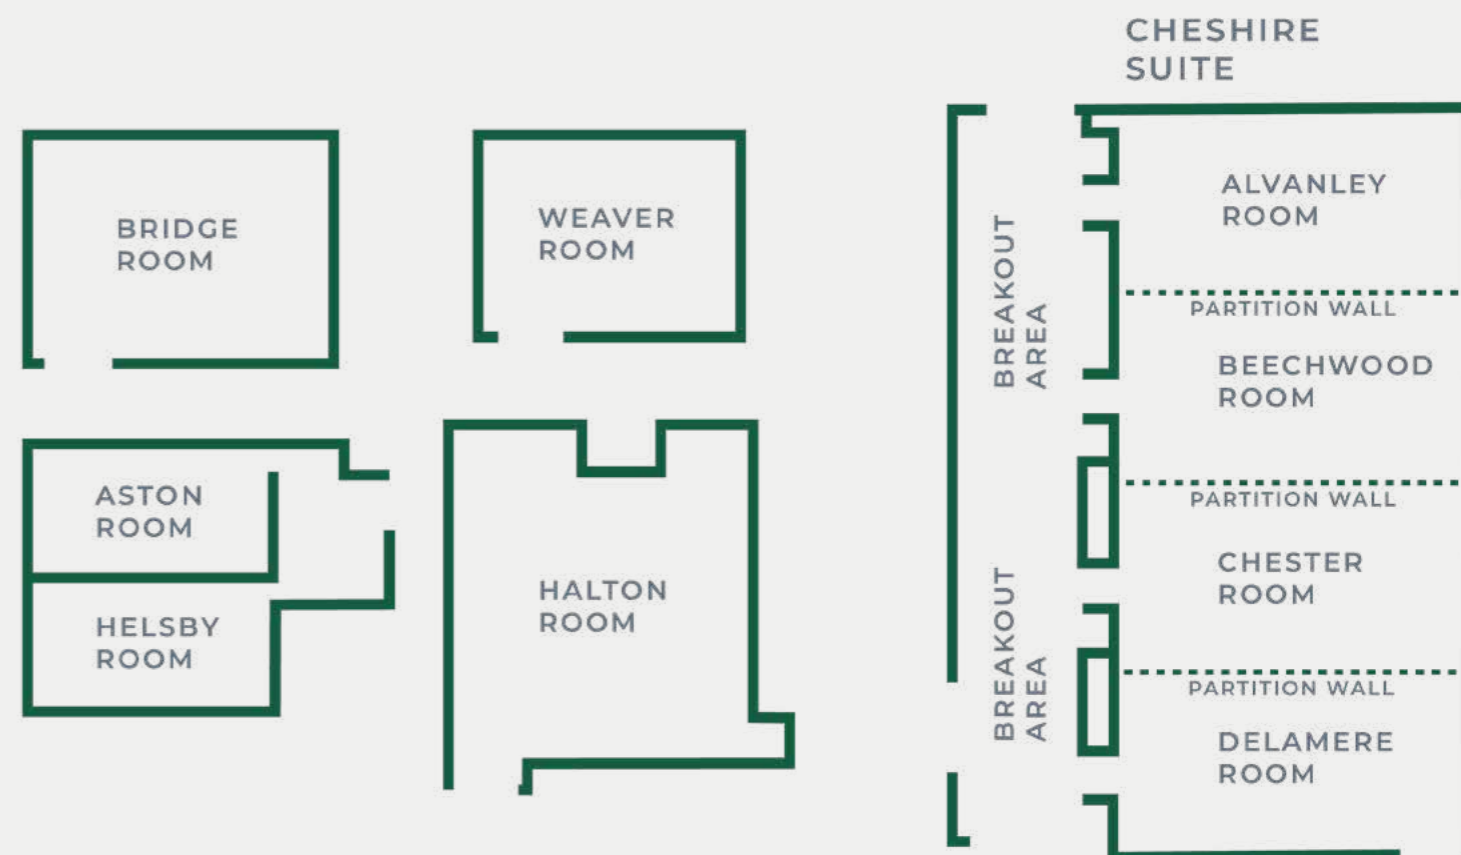 CHESHIRE
SUITE
BRIDGE
ROOM
WEAVER
ROOM
ASTON
ROOM
HELSBY
ROOM
HALTON
ROOM
BREAKOUT
AREA
BREAKOUT
AREA
ALVANLEY
ROOM
PARTITION WALL
BEECHWOOD
ROOM
PARTITION WALL
CHESTER
ROOM
PARTITION WALL
DELAMERE
ROOM